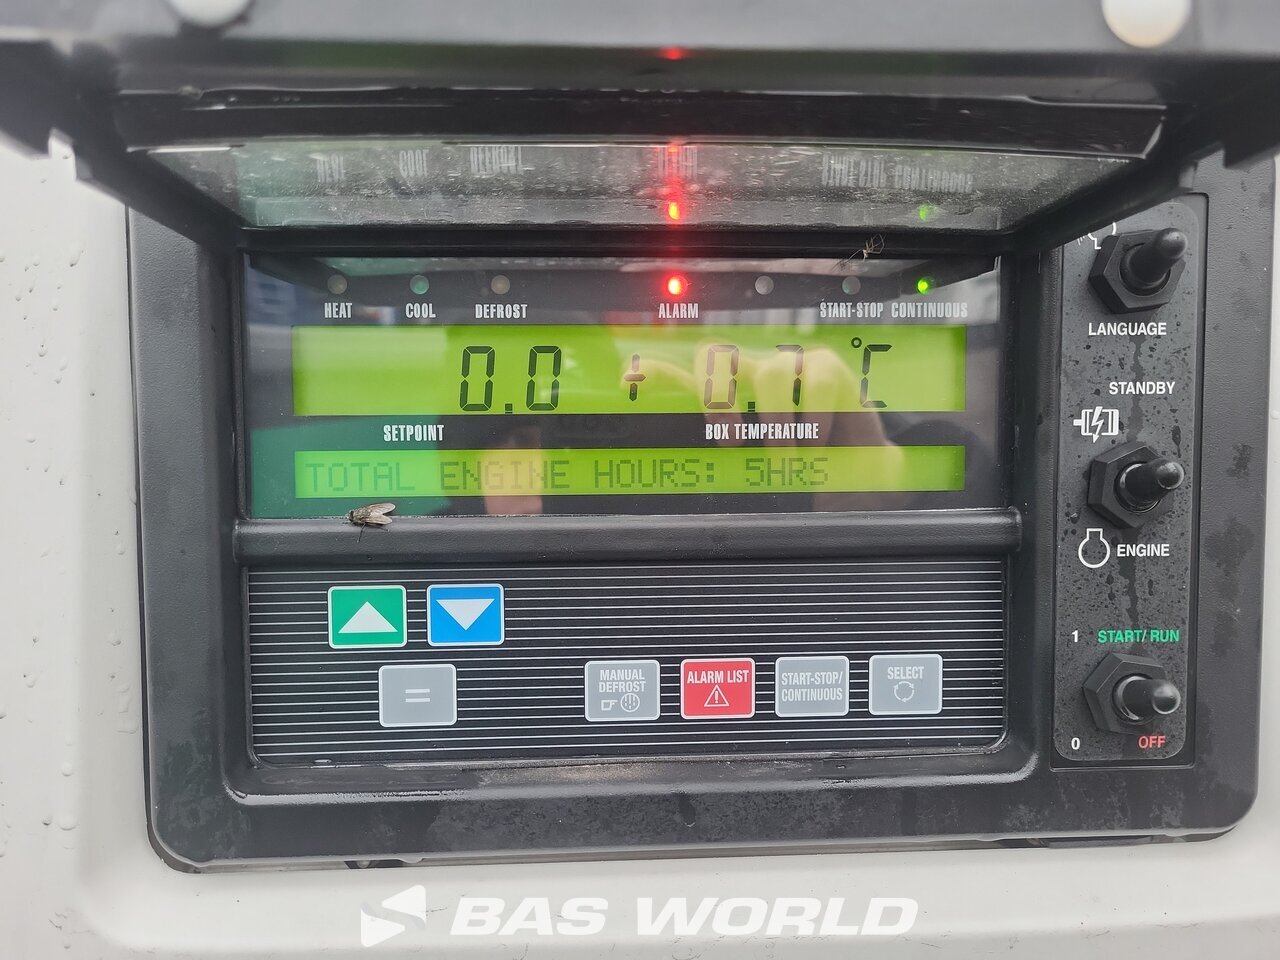 HEAT COOL DEFROST ALARM START-STOP CONTINUOUS
0.0 + 0.7 °C
SETPOINT BOX TEMPERATURE
TOTAL ENGINE HOURS: 5HRS
MANUAL DEFROST
ALARM LIST
START-STOP/
CONTINUOUS
SELECT
=
LANGUAGE
STANDBY
ENGINE
1 START/RUN
0 OFF
BAS WORLD